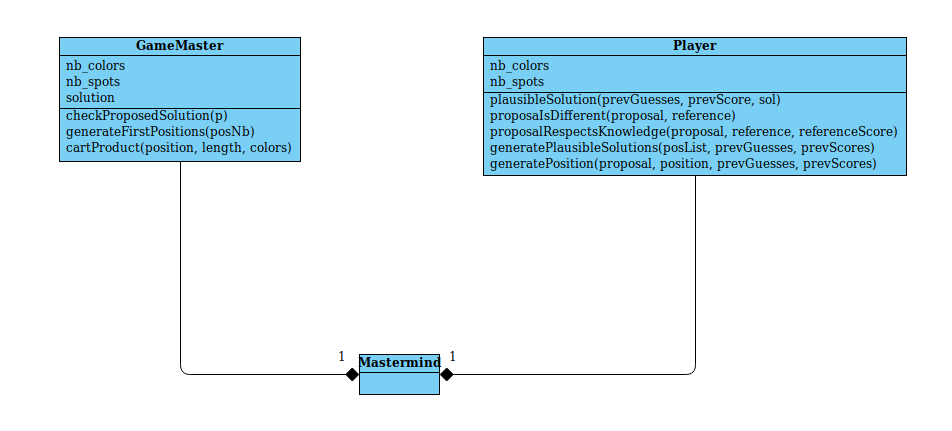 GameMaster
nb_colors
nb_spots
solution
checkProposedSolution(p)
generateFirstPositions(posNb)
cartProduct(position, length, colors)
Player
nb_colors
nb_spots
plausibleSolution(prevGuesses, prevScore, sol)
proposaIsDifferent(proposal, reference)
proposalRespectsKnowledge(proposal, reference, referenceScore)
generatePlausibleSolutions(posList, prevGuesses, prevScores)
generatePosition(proposal, position, prevGuesses, prevScores)
1
Mastermind
1